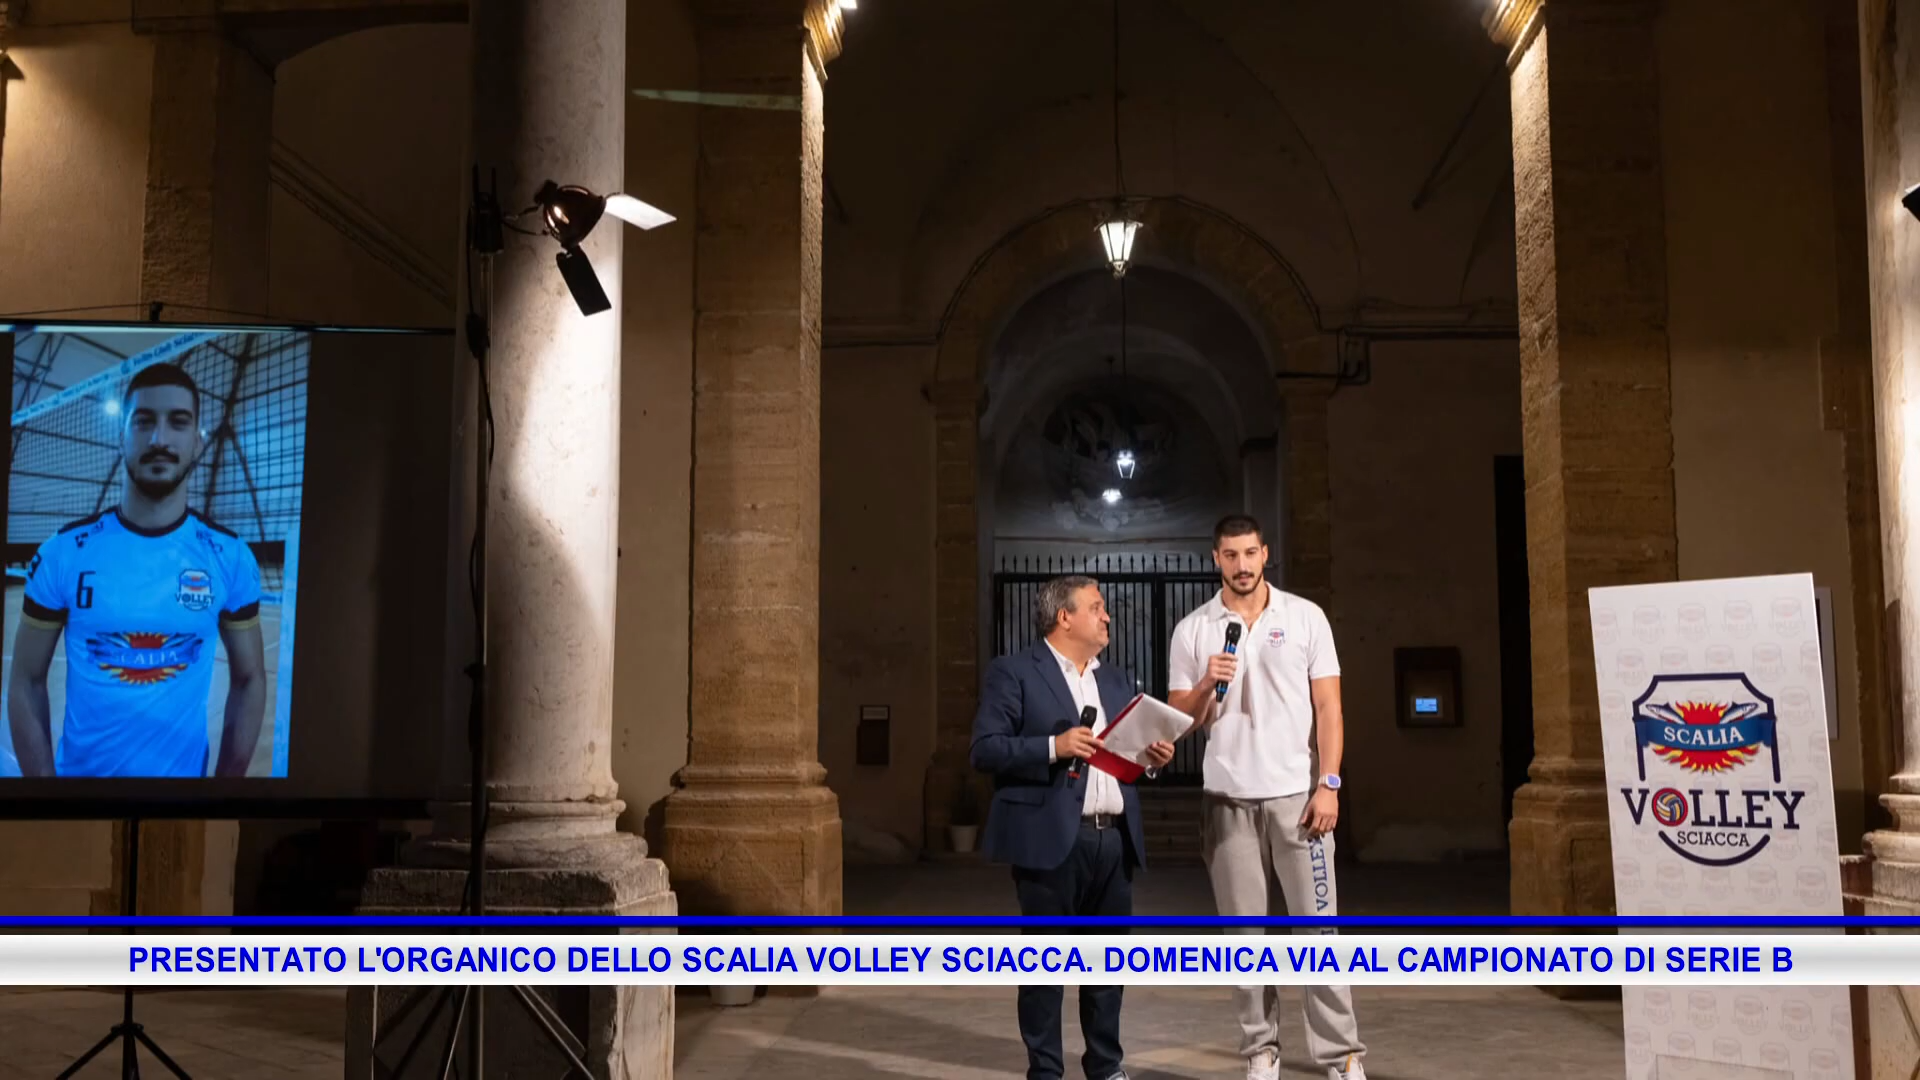 6
VOLLEY
SCALIA
VOLLEY
SCALIA
VOLLEY
SCIACCA
PRESENTATO L'ORGANICO DELLO SCALIA VOLLEY SCIACCA. DOMENICA VIA AL CAMPIONATO DI SERIE B